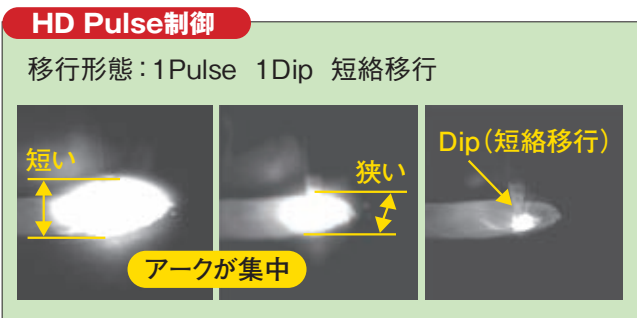 HD Pulse制御
移行形態：1Pulse 1Dip 短絡移行
短い
狭い
Dip（短絡移行）
アークが集中